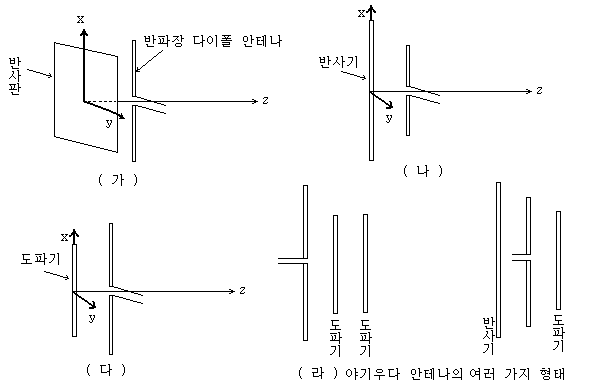 x
반사판
반파장 다이폴 안테나
z
y
( 가 )
x
반사기
z
y
( 나 )
x
도파기
z
y
( 다 )
도파기
도파기
반사기
도파기
( 라 ) 야기우다 안테나의 여러 가지 형태